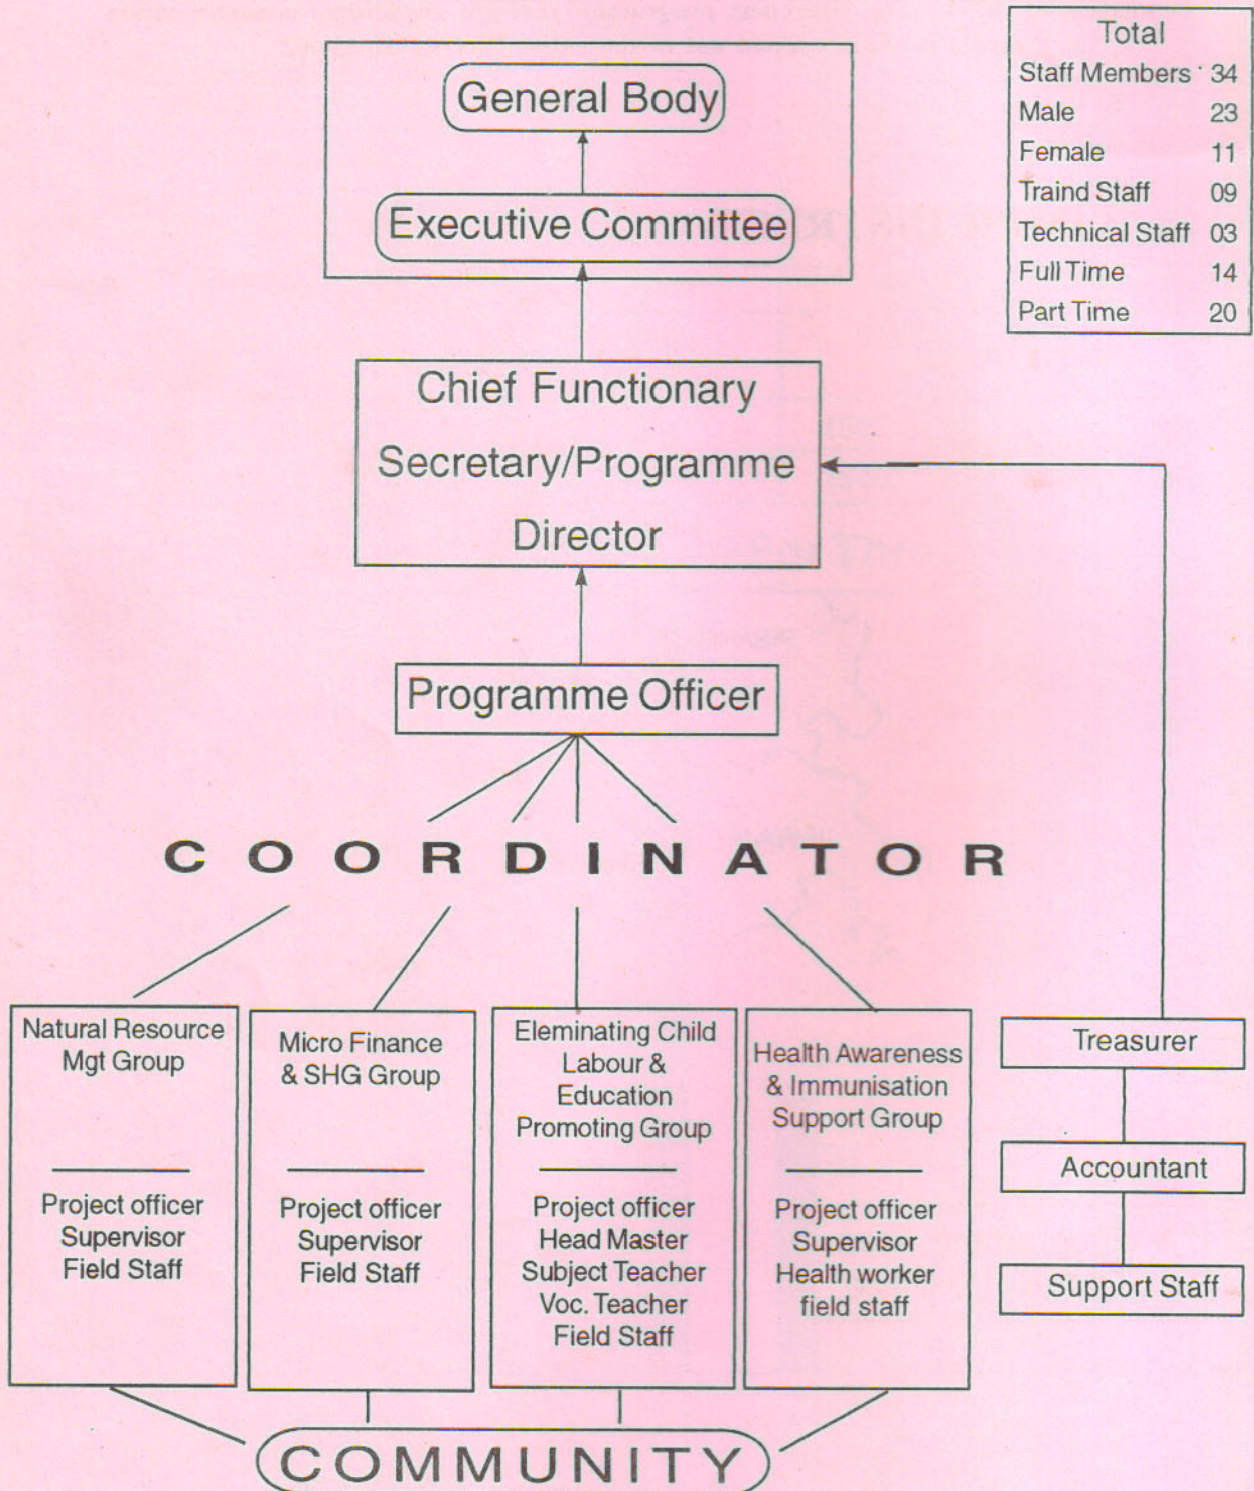 Total
Staff Members 34
Male 23
Female 11
Traind Staff 09
Technical Staff 03
Full Time 14
Part Time 20
General Body
Executive Committee
Chief Functionary
Secretary/Programme
Director
Programme Officer
COORDINATOR
Natural Resource
Mgt Group
Project officer
Supervisor
Field Staff
Micro Finance
& SHG Group
Project officer
Supervisor
Field Staff
Eleminating Child
Labour &
Education
Promoting Group
Project officer
Head Master
Subject Teacher
Voc. Teacher
Field Staff
Health Awareness
& Immunisation
Support Group
Project officer
Supervisor
Health worker
field staff
Treasurer
Accountant
Support Staff
COMMUNITY